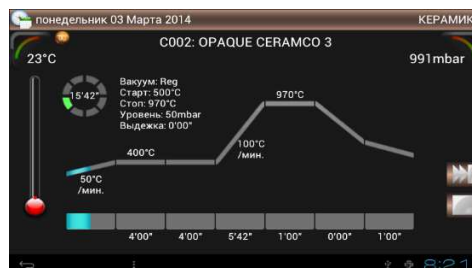 понедельник 03 Марта 2014
КЕРАМИК
C002: OPAQUE CERAMCO 3
23°C
991mbar
15'42"
Вакуум: Reg
Старт: 500°C
Стоп: 970°C
Уровень: 50mbar
Выдежка: 0'00"
970°C
400°C
100°C
/мин.
50°C
/мин.
4'00" 4'00" 5'42" 1'00" 0'00" 1'00"
8:21